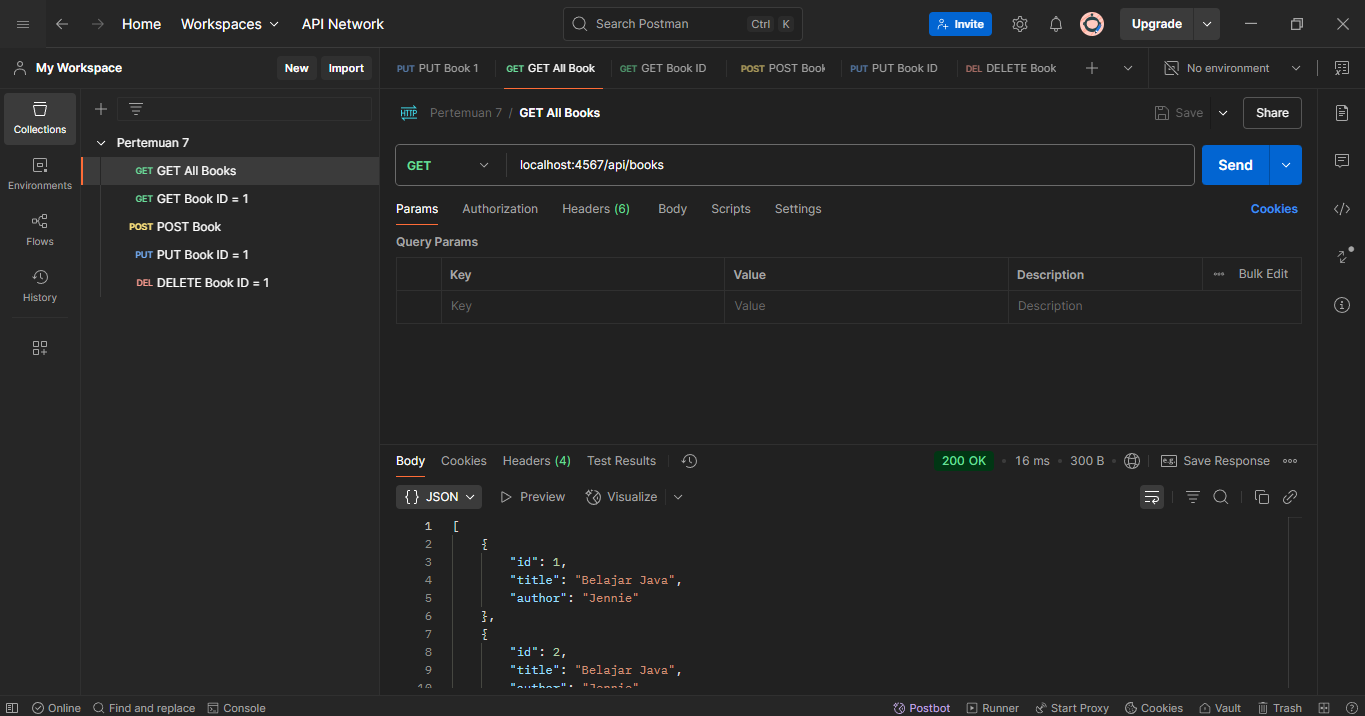 Home Workspaces API Network Search Postman Ctrl K Invite Upgrade
My Workspace New Import
PUT PUT Book 1 GET GET All Book GET GET Book ID POST POST Book PUT PUT Book ID DEL DELETE Book No environment
Collections
Environments
Flows
History
Pertemuan 7
GET GET All Books
GET GET Book ID = 1
POST POST Book
PUT PUT Book ID = 1
DEL DELETE Book ID = 1
HTTP Pertemuan 7 / GET All Books Save Share
GET localhost:4567/api/books Send
Params Authorization Headers (6) Body Scripts Settings Cookies
Query Params
Key Value Description Bulk Edit
Key Value Description
Body Cookies Headers (4) Test Results 200 OK 16 ms 300 B e.g. Save Response
{} JSON Preview Visualize
1 [
2 {
3 "id": 1,
4 "title": "Belajar Java",
5 "author": "Jennie"
6 },
7 {
8 "id": 2,
9 "title": "Belajar Java",
10 "author": "Jennie"
Online Find and replace Console Postbot Runner Start Proxy Cookies Vault Trash